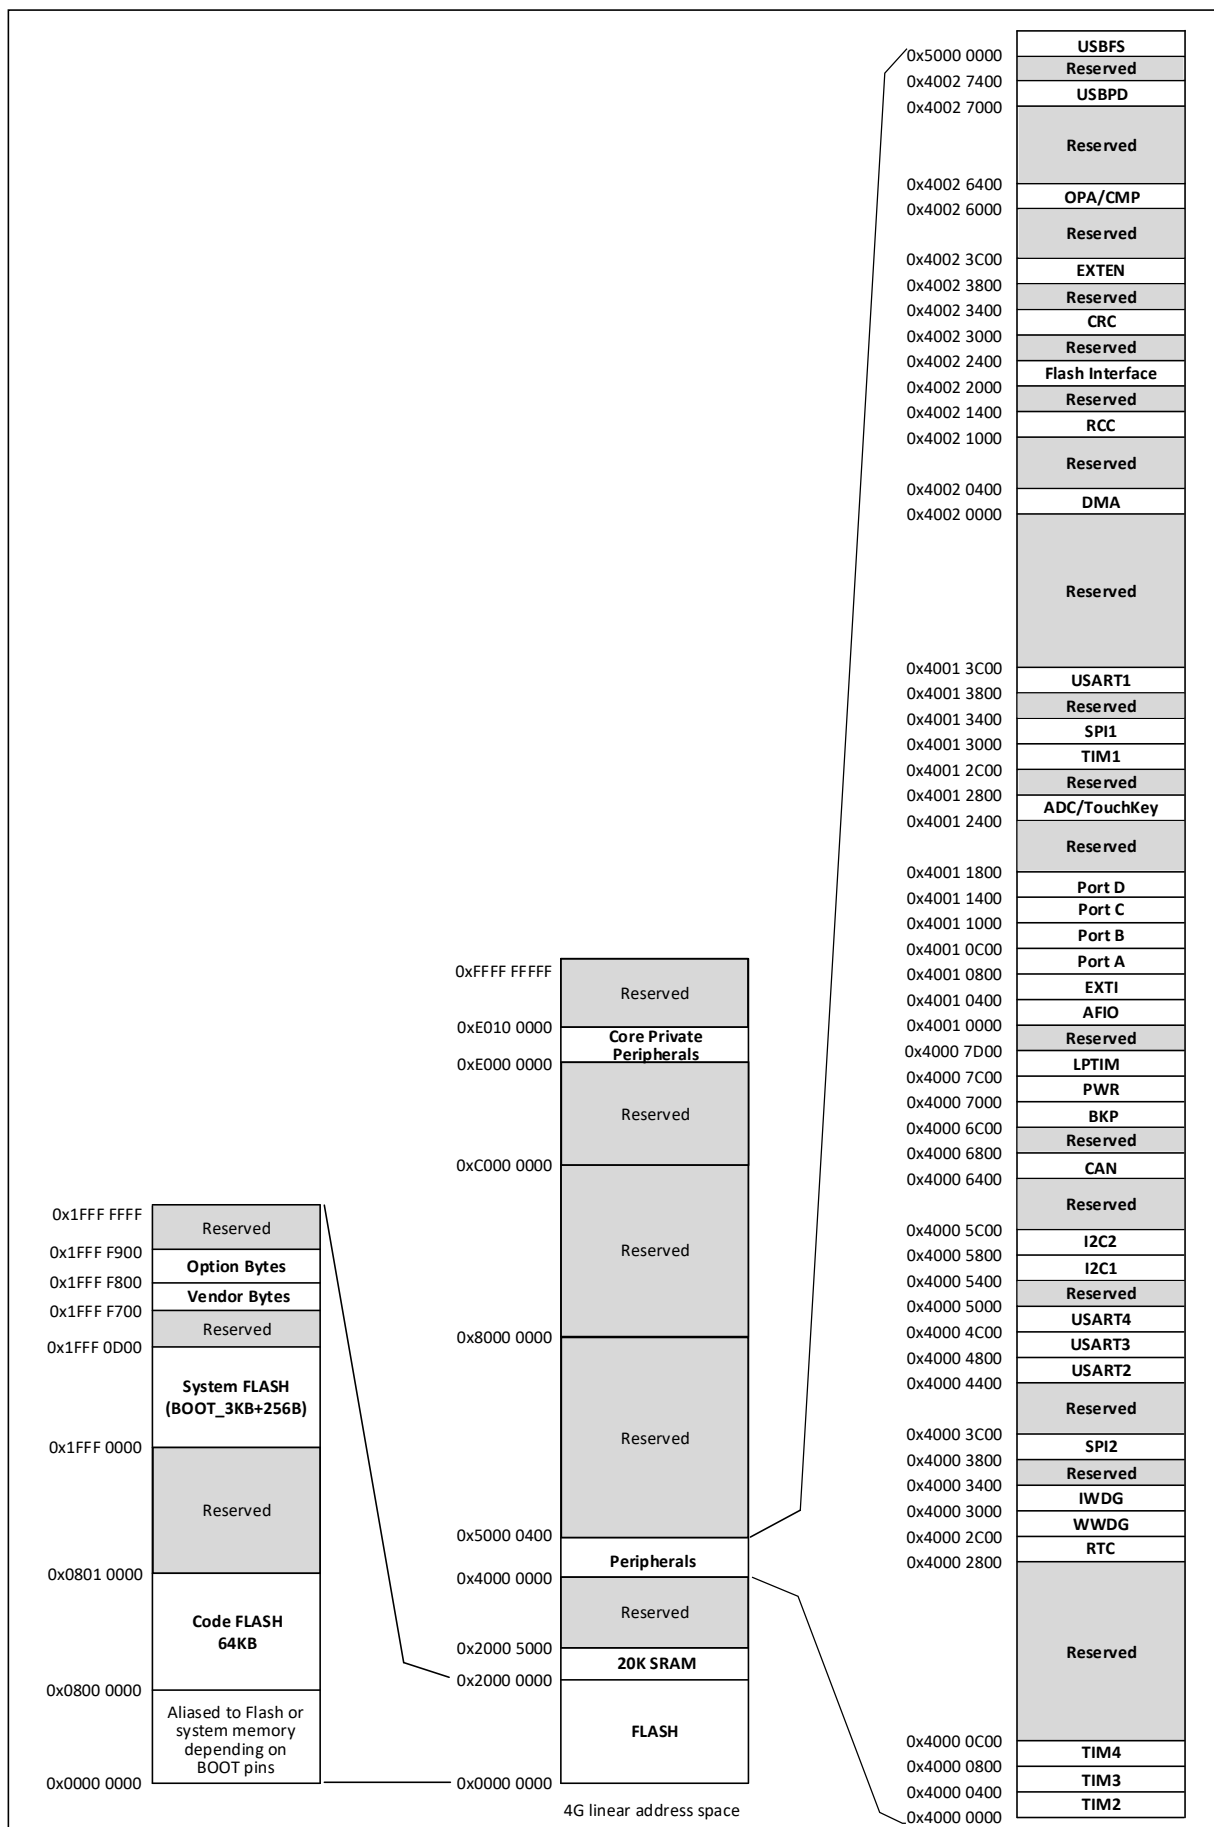 USBFS
0x5000 0000
Reserved
0x4002 7400
USBPD
0x4002 7000
Reserved
0x4002 6400
OPA/CMP
0x4002 6000
Reserved
0x4002 3C00
EXTEN
0x4002 3800
Reserved
0x4002 3400
CRC
0x4002 3000
Reserved
0x4002 2400
Flash Interface
0x4002 2000
Reserved
0x4002 1400
RCC
0x4002 1000
Reserved
0x4002 0400
DMA
0x4002 0000
Reserved
0x4001 3C00
USART1
0x4001 3800
Reserved
0x4001 3400
SPI1
0x4001 3000
TIM1
0x4001 2C00
Reserved
0x4001 2800
ADC/TouchKey
0x4001 2400
Reserved
0x4001 1800
Port D
0x4001 1400
Port C
0x4001 1000
Port B
0x4001 0C00
Port A
0x4001 0800
EXTI
0x4001 0400
AFIO
0x4001 0000
Reserved
0x4000 7D00
LPTIM
0x4000 7C00
PWR
0x4000 7000
BKP
0x4000 6C00
Reserved
0x4000 6800
CAN
0x4000 6400
Reserved
0x4000 5C00
I2C2
0x4000 5800
I2C1
0x4000 5400
Reserved
0x4000 5000
USART4
0x4000 4C00
USART3
0x4000 4800
USART2
0x4000 4400
Reserved
0x4000 3C00
SPI2
0x4000 3800
Reserved
0x4000 3400
IWDG
0x4000 3000
WWDG
0x4000 2C00
RTC
0x4000 2800
Reserved
0x4000 0C00
TIM4
0x4000 0800
TIM3
0x4000 0400
TIM2
0x4000 0000
0xFFFF FFFFF
Reserved
0xE010 0000
Core Private
Peripherals
0xE000 0000
Reserved
0xC000 0000
Reserved
0x8000 0000
Reserved
0x5000 0400
Peripherals
0x4000 0000
Reserved
0x2000 5000
20K SRAM
0x2000 0000
FLASH
0x0000 0000
4G linear address space
0x1FFF FFFF
Reserved
0x1FFF F900
Option Bytes
0x1FFF F800
Vendor Bytes
0x1FFF F700
Reserved
0x1FFF 0D00
System FLASH
(BOOT_3KB+256B)
0x1FFF 0000
Reserved
0x0801 0000
Code FLASH
64KB
0x0800 0000
Aliased to Flash or
system memory
depending on
BOOT pins
0x0000 0000